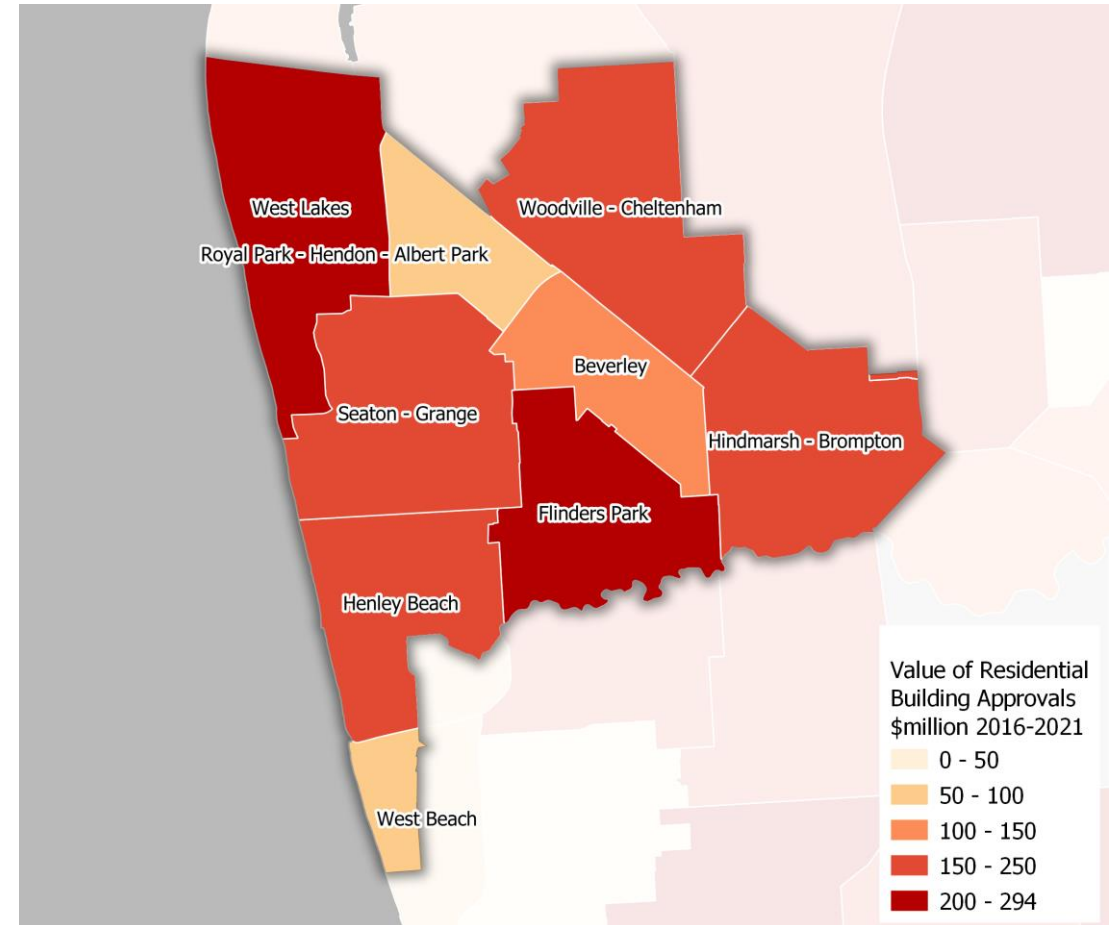 West Lakes
Woodville - Cheltenham
Royal Park - Hendon - Albert Park
Beverley
Seaton - Grange
Hindmarsh - Brompton
Flinders Park
Henley Beach
West Beach
Value of Residential
Building Approvals
$million 2016-2021
0 - 50
50 - 100
100 - 150
150 - 250
200 - 294